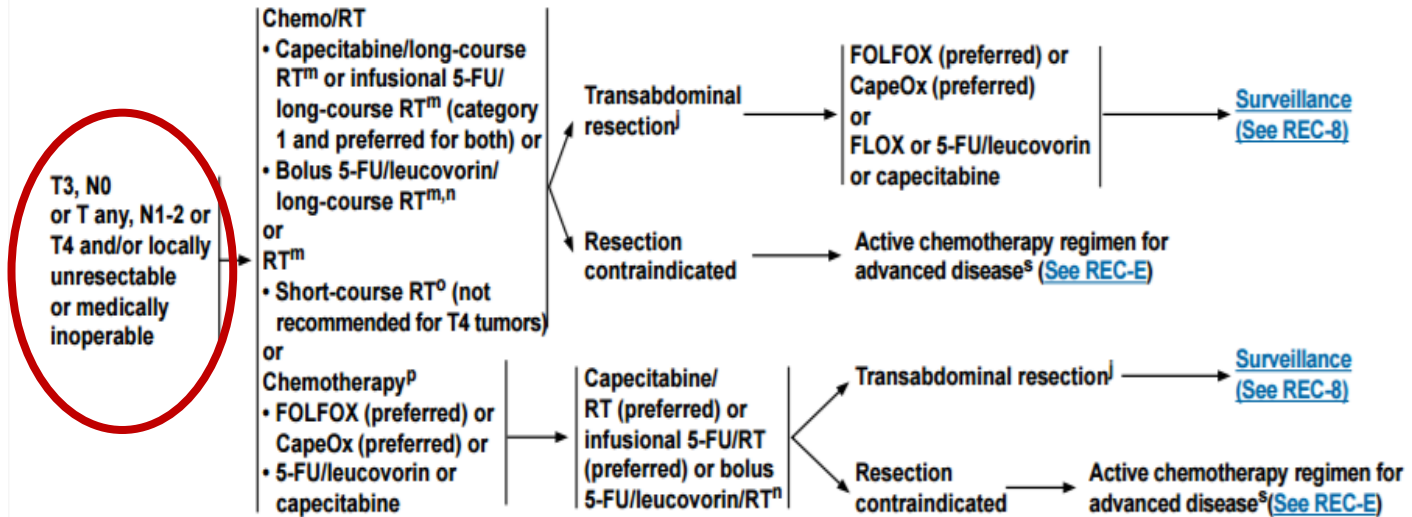 T3, N0
or T any, N1-2 or
T4 and/or locally
unresectable
or medically
inoperable
Chemo/RT
• Capecitabine/long-course
RTm or infusional 5-FU/
long-course RTm (category
1 and preferred for both) or
• Bolus 5-FU/leucovorin/
long-course RTm,n
or
RTm
• Short-course RTo (not
recommended for T4 tumors)
or
Chemotherapyp
• FOLFOX (preferred) or
CapeOx (preferred) or
• 5-FU/leucovorin or
capecitabine
Transabdominal
resectionj
FOLFOX (preferred) or
CapeOx (preferred)
or
FLOX or 5-FU/leucovorin
or capecitabine
Surveillance
(See REC-8)
Resection
contraindicated
Active chemotherapy regimen for
advanced diseases (See REC-E)
Capecitabine/
RT (preferred) or
infusional 5-FU/RT
(preferred) or bolus
5-FU/leucovorin/RTn
Transabdominal resectionj
Surveillance
(See REC-8)
Resection
contraindicated
Active chemotherapy regimen for
advanced diseases(See REC-E)